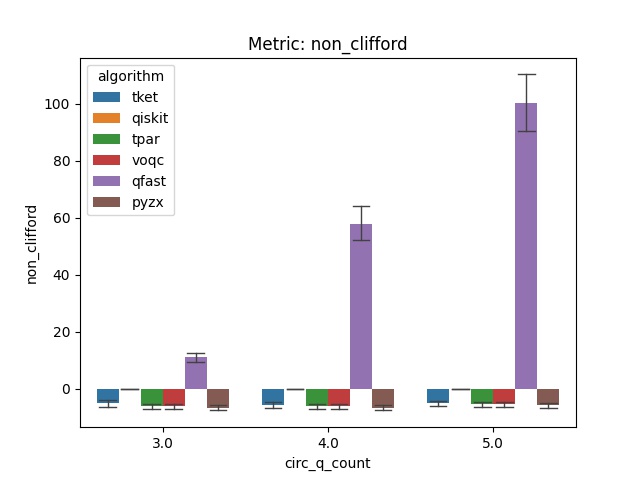 Metric: non_clifford
algorithm
tket
qiskit
tpar
voqc
qfast
pyzx
non_clifford
100
80
60
40
20
0
3.0 4.0 5.0
circ_q_count